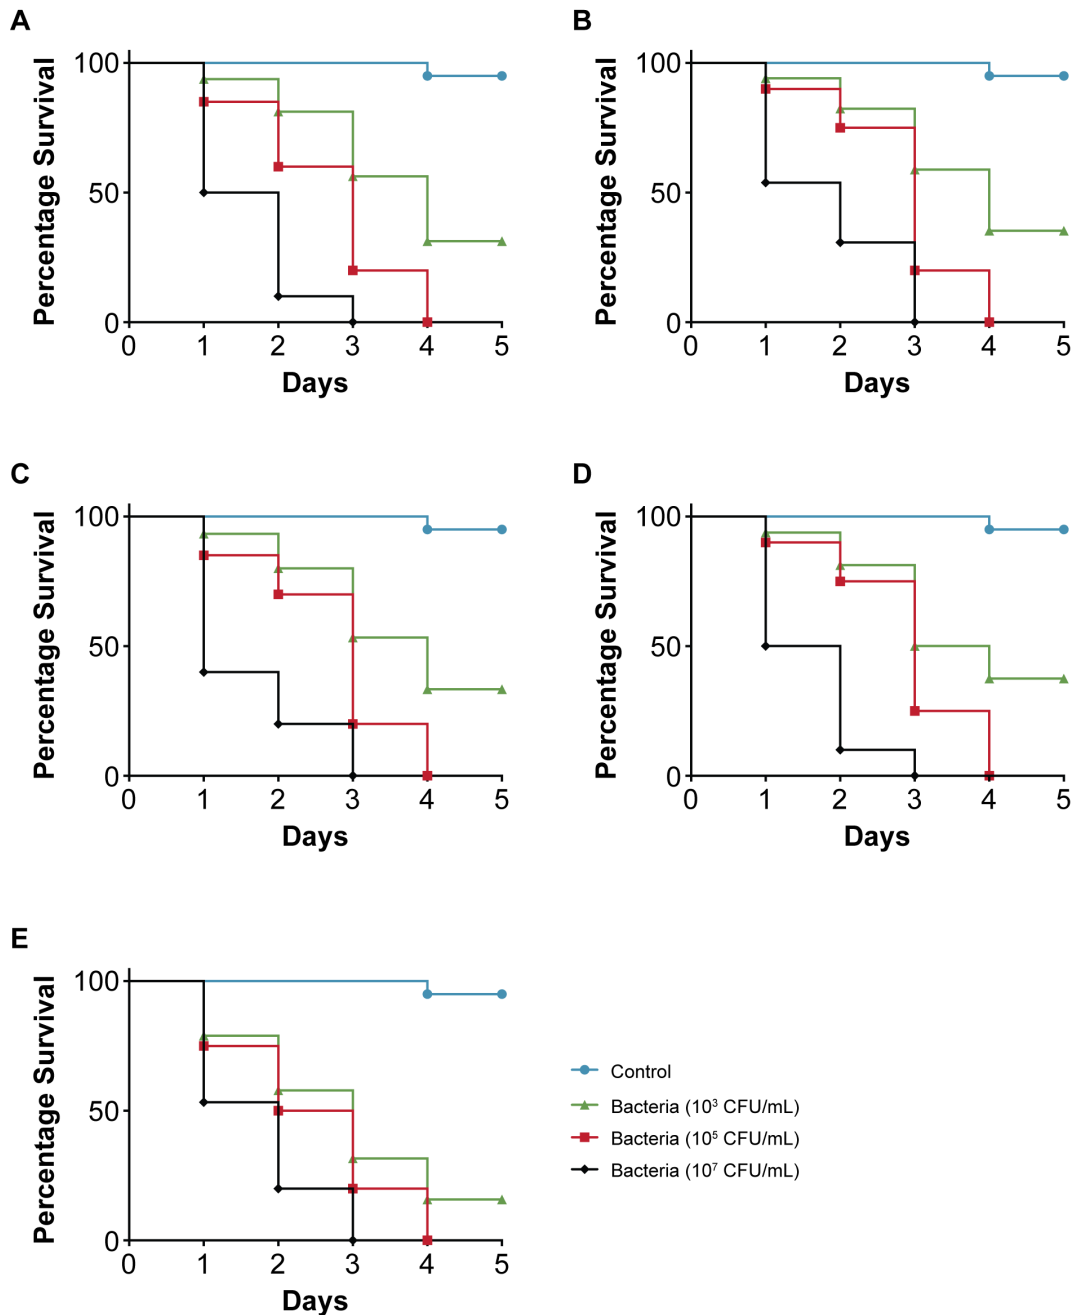 A
Percentage Survival
100
50
0
0 1 2 3 4 5
Days
B
Percentage Survival
100
50
0
0 1 2 3 4 5
Days
C
Percentage Survival
100
50
0
0 1 2 3 4 5
Days
D
Percentage Survival
100
50
0
0 1 2 3 4 5
Days
E
Percentage Survival
100
50
0
0 1 2 3 4 5
Days
Control
Bacteria (10³ CFU/mL)
Bacteria (10⁵ CFU/mL)
Bacteria (10⁷ CFU/mL)